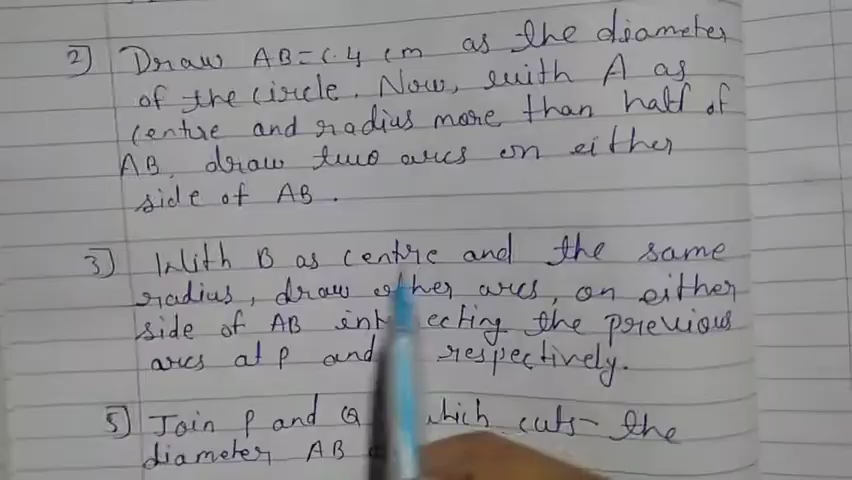 2] Draw AB = 6.4 cm as the diameter
of the circle. Now, with A as
centre and radius more than half of
AB, draw two arcs on either
side of AB.
3] With B as centre and the same
radius, draw other arcs, on either
side of AB ecting the previous
arcs at P and respectively.
5] Join P and Q which cuts the
diameter AB